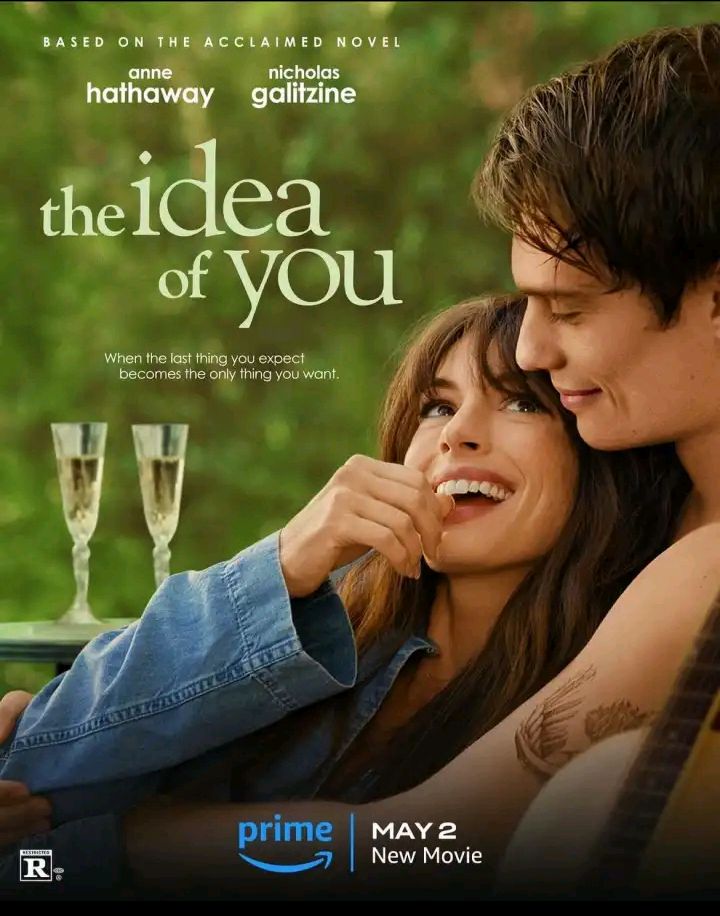 BASED ON THE ACCLAIMED NOVEL
anne hathaway
nicholas galitzine
the idea
of you
When the last thing you expect
becomes the only thing you want.
prime
MAY 2
New Movie
RESTRICTED
R